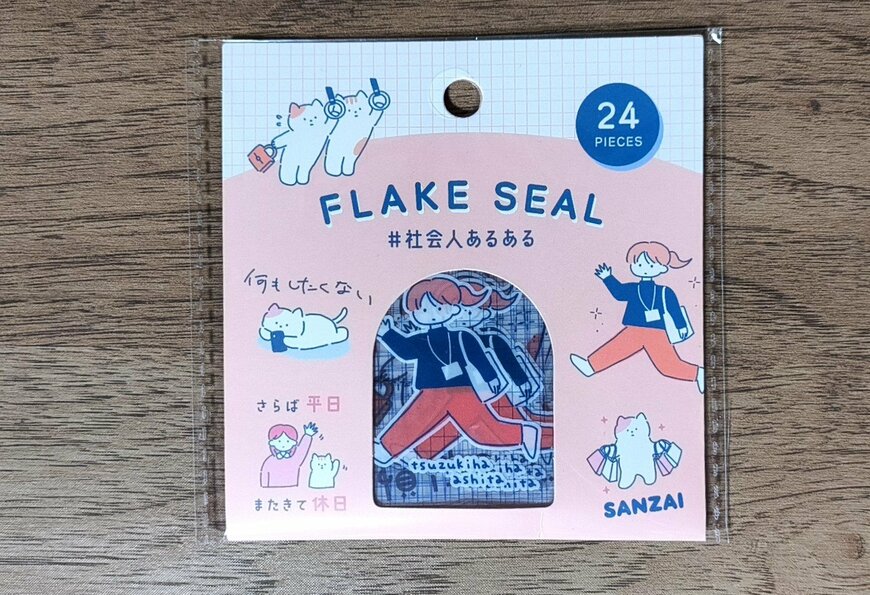 24
PIECES
FLAKE SEAL
#社会人あるある
何もしたくない
さらば 平日
またきて 休日
tsuzukiha
ashita
SANZAI